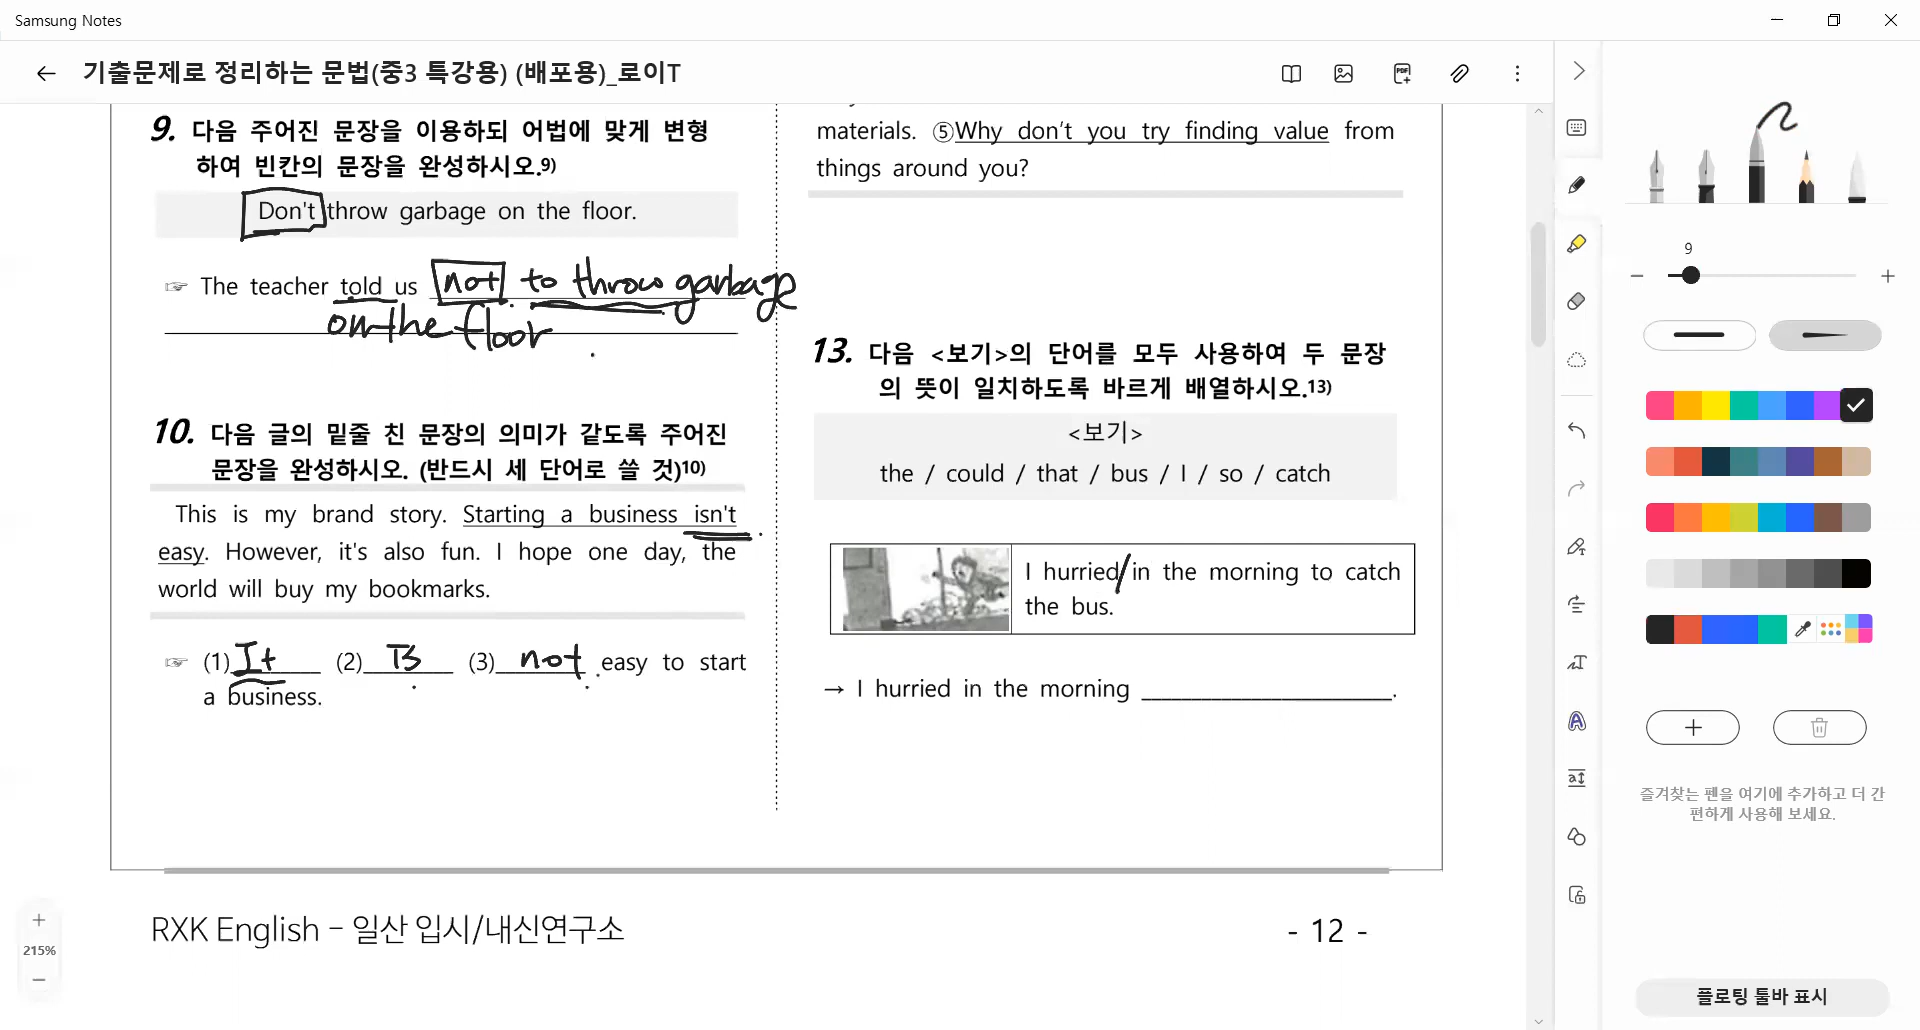 Samsung Notes
기출문제로 정리하는 문법(중3 특강용) (배포용)_로이T
9. 다음 주어진 문장을 이용하되 어법에 맞게 변형
하여 빈칸의 문장을 완성하시오.9)
Don't throw garbage on the floor.
☞ The teacher told us not to throw garbage
on the floor
10. 다음 글의 밑줄 친 문장의 의미가 같도록 주어진
문장을 완성하시오. (반드시 세 단어로 쓸 것)10)
This is my brand story. Starting a business isn't
easy. However, it's also fun. I hope one day, the
world will buy my bookmarks.
☞ (1) It (2) is (3) not easy to start
a business.
materials. ⑤Why don't you try finding value from
things around you?
13. 다음 <보기>의 단어를 모두 사용하여 두 문장
의 뜻이 일치하도록 바르게 배열하시오.13)
<보기>
the / could / that / bus / I / so / catch
I hurried/in the morning to catch
the bus.
→ I hurried in the morning ____________________.
RXK English - 일산 입시/내신연구소
- 12 -
215%
9
즐겨찾는 펜을 여기에 추가하고 더 간
편하게 사용해 보세요.
플로팅 툴바 표시